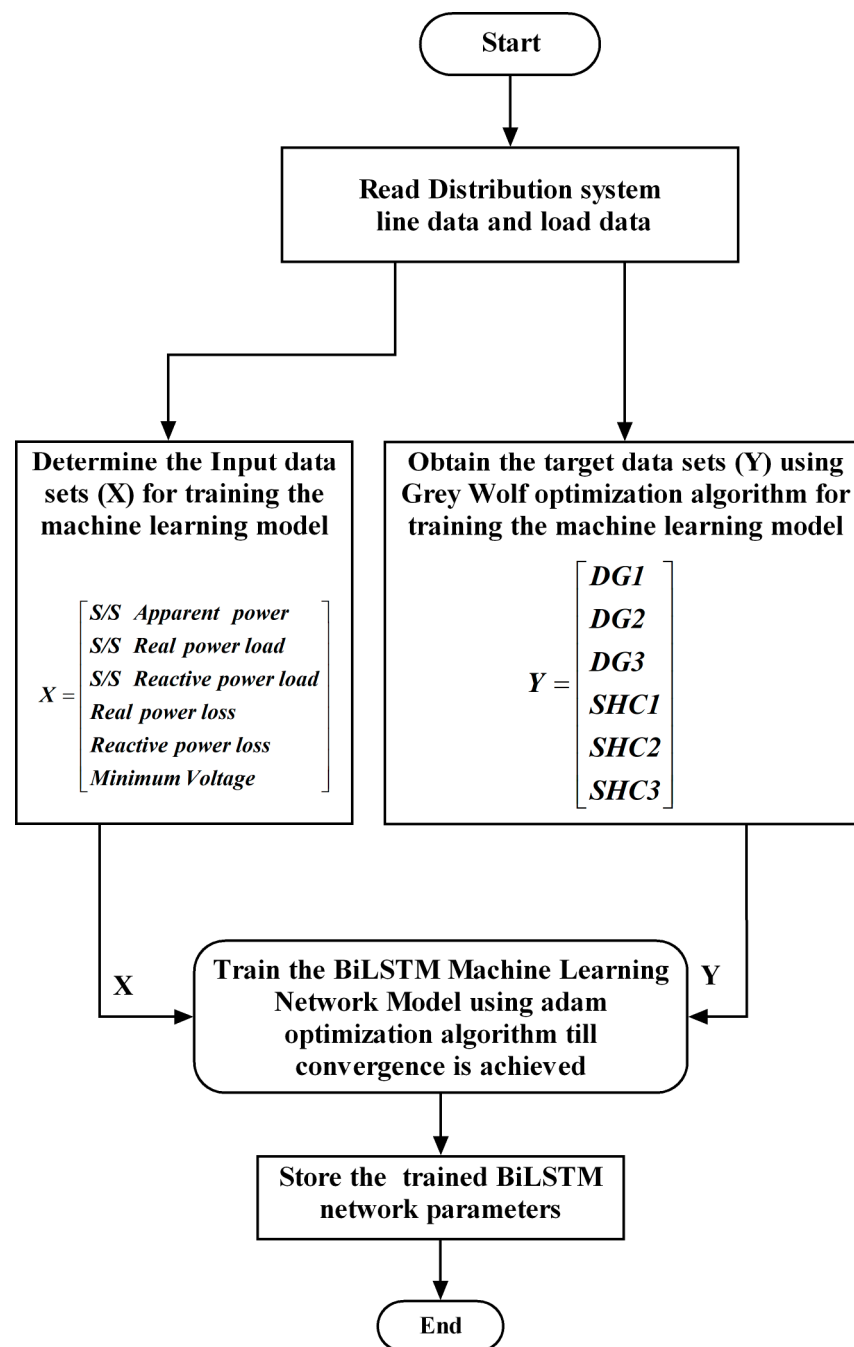 Start
Read Distribution system
line data and load data
Determine the Input data
sets (X) for training the
machine learning model
X =
S/S Apparent power
S/S Real power load
S/S Reactive power load
Real power loss
Reactive power loss
Minimum Voltage
Obtain the target data sets (Y) using
Grey Wolf optimization algorithm for
training the machine learning model
Y =
DG1
DG2
DG3
SHC1
SHC2
SHC3
X
Y
Train the BiLSTM Machine Learning
Network Model using adam
optimization algorithm till
convergence is achieved
Store the trained BiLSTM
network parameters
End